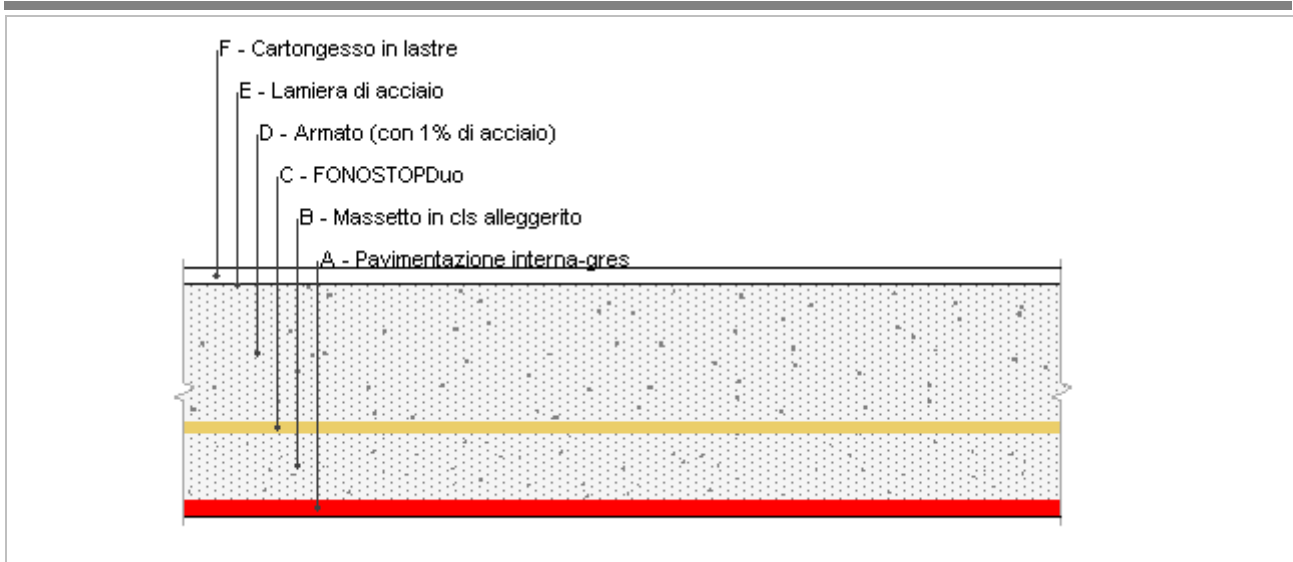 F - Cartongesso in lastre
E - Lamiera di acciaio
D - Armato (con 1% di acciaio)
C - FONOSTOPDuo
B - Massetto in cls alleggerito
A - Pavimentazione interna-gres